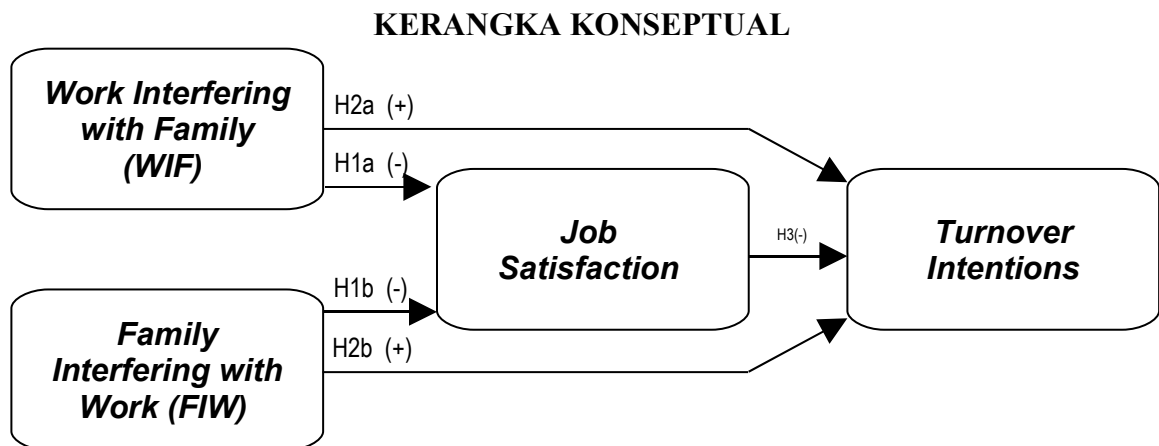 KERANGKA KONSEPTUAL
Work Interfering
with Family
(WIF)
H2a (+)
H1a (-)
Job
Satisfaction
H3(-)
Turnover
Intentions
H1b (-)
H2b (+)
Family
Interfering with
Work (FIW)